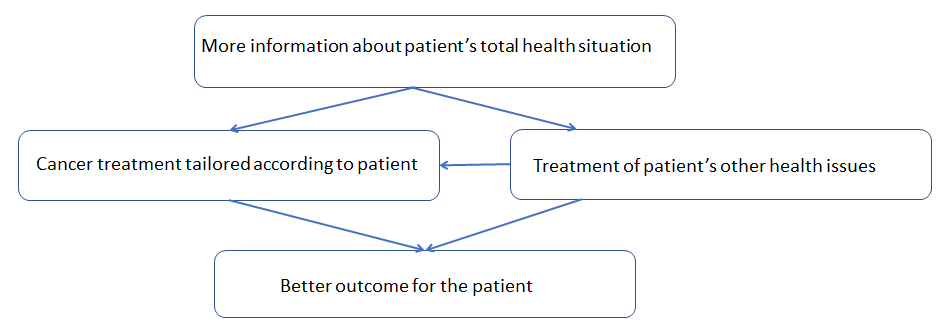 More information about patient’s total health situation
Cancer treatment tailored according to patient
Treatment of patient’s other health issues
Better outcome for the patient